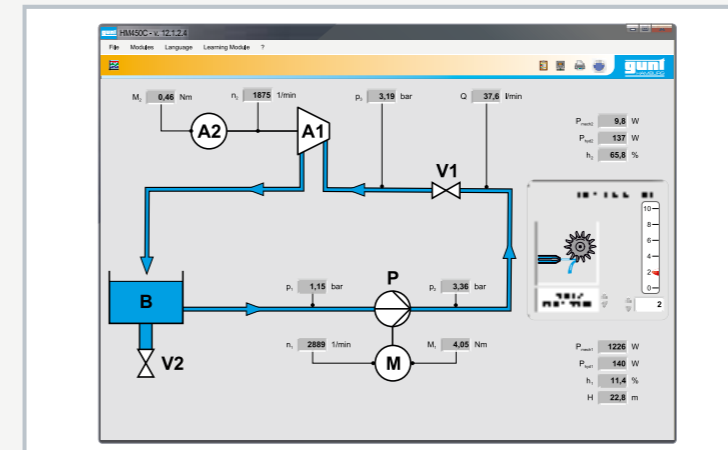 HM450C - v. 12.1.2.4
File Modules Language Learning Module ?
gunt
HAMBURG
M₂ 0,46 Nm
n₂ 1875 1/min
p₃ 3,19 bar
Q 37,6 l/min
A2
A1
V1
Pmech2 9,8 W
Phyd2 137 W
h₂ 65,8 %
10
8
6
4
2
0
2
B
V2
p₁ 1,15 bar
P
p₂ 3,36 bar
n₁ 2889 1/min
M
M₁ 4,05 Nm
Pmech1 1226 W
Phyd1 140 W
h₁ 11,4 %
H 22,8 m